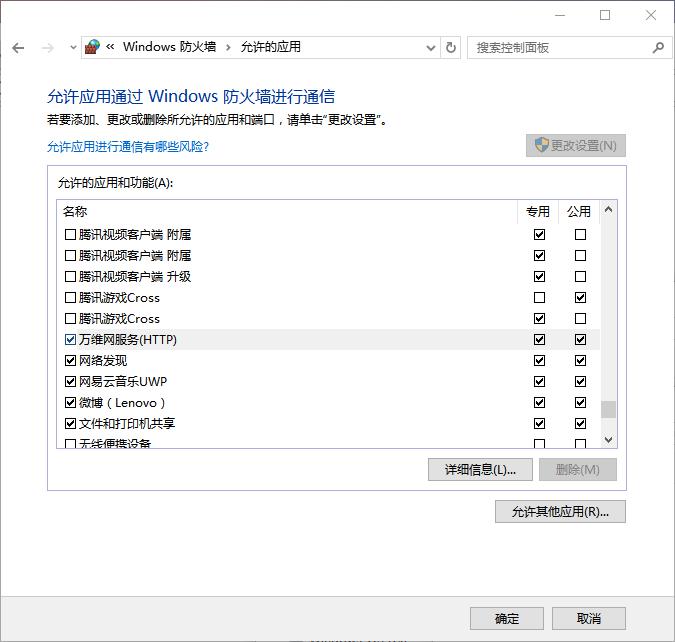 « Windows 防火墙 › 允许的应用
搜索控制面板
允许应用通过 Windows 防火墙进行通信
若要添加、更改或删除所允许的应用和端口，请单击“更改设置”。
允许应用进行通信有哪些风险?
更改设置(N)
允许的应用和功能(A):
名称 专用 公用
腾讯视频客户端 附属
腾讯视频客户端 附属
腾讯视频客户端 升级
腾讯游戏Cross
腾讯游戏Cross
万维网服务(HTTP)
网络发现
网易云音乐UWP
微博（Lenovo）
文件和打印机共享
无线便携设备
详细信息(L)... 删除(M)
允许其他应用(R)...
确定 取消